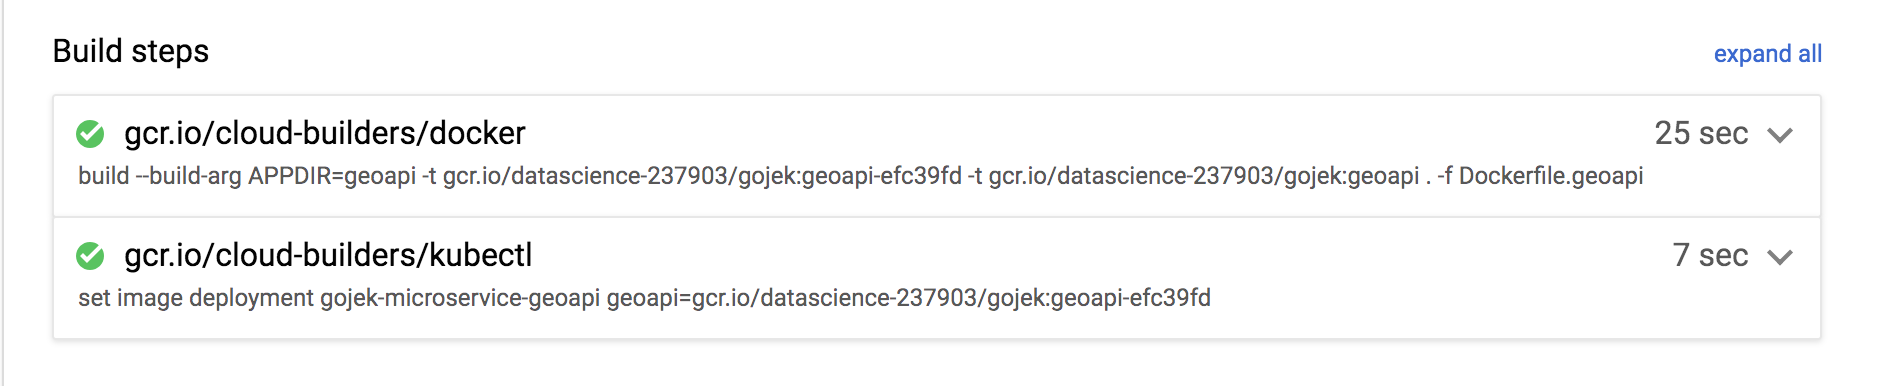 Build steps
expand all
gcr.io/cloud-builders/docker
25 sec
build --build-arg APPDIR=geoapi -t gcr.io/datascience-237903/gojek:geoapi-efc39fd -t gcr.io/datascience-237903/gojek:geoapi . -f Dockerfile.geoapi
gcr.io/cloud-builders/kubectl
7 sec
set image deployment gojek-microservice-geoapi geoapi=gcr.io/datascience-237903/gojek:geoapi-efc39fd